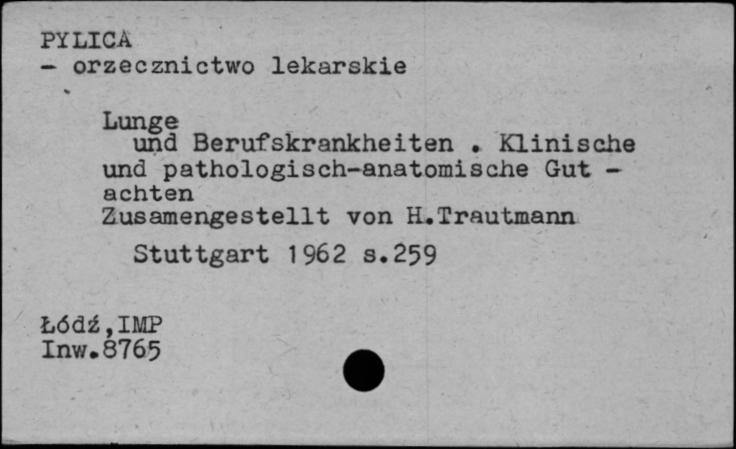 PYLICA
- orzecznictwo lekarskie
Lunge
und Berufskrankheiten . Klinische
und pathologisch-anatomische Gut -
achten
Zusamengestellt von H.Trautmann
Stuttgart 1962 s.259
Łódź,IMP
Inw.8765